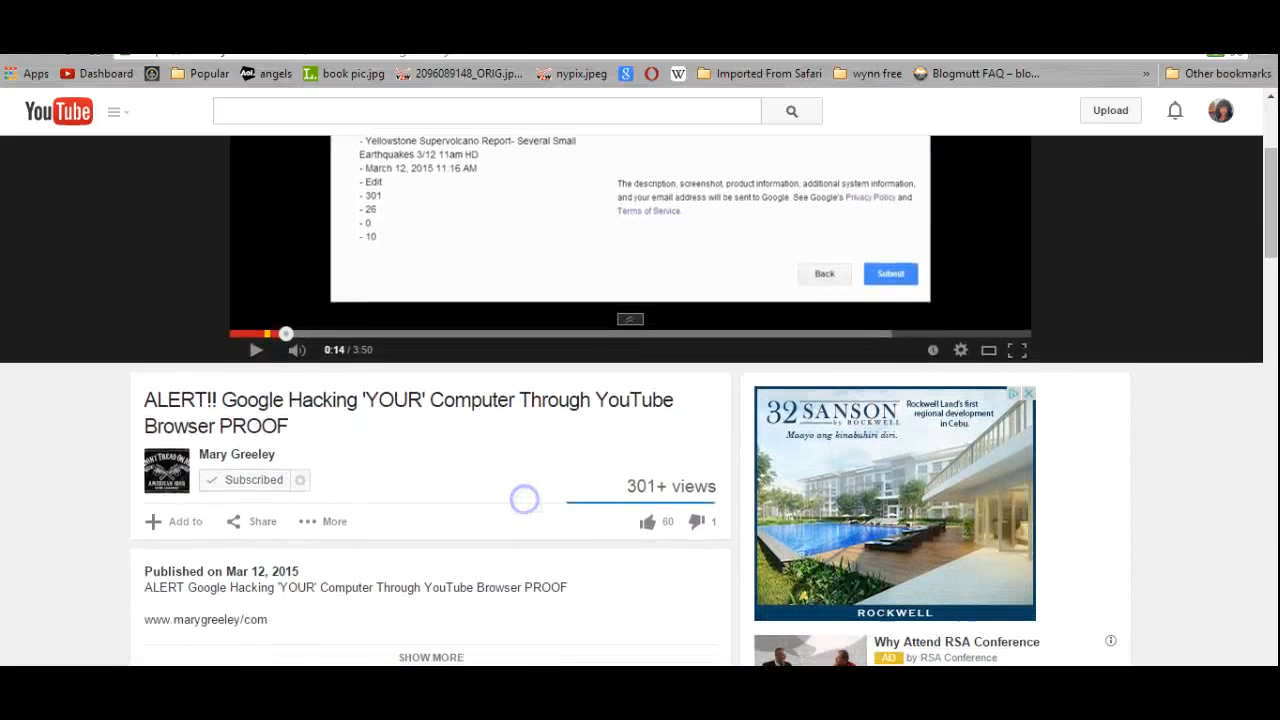 Apps Dashboard Popular angels book pic.jpg 2096089148_ORIG.jp... nypix.jpeg Imported From Safari wynn free Blogmutt FAQ – blo... » Other bookmarks
YouTube Upload
- Yellowstone Supervolcano Report- Several Small
Earthquakes 3/12 11am HD
- March 12, 2015 11:16 AM
- Edit
- 301
- 26
- 0
- 10
The description, screenshot, product information, additional system information,
and your email address will be sent to Google. See Google's Privacy Policy and
Terms of Service.
Back Submit
0:14 / 3:50
ALERT!! Google Hacking 'YOUR' Computer Through YouTube
Browser PROOF
Mary Greeley
Subscribed
301+ views
Add to Share More 60 1
Published on Mar 12, 2015
ALERT Google Hacking 'YOUR' Computer Through YouTube Browser PROOF
www.marygreeley/com
SHOW MORE
32 SANSON
by ROCKWELL
Maayo ang kinabuhiri diri.
Rockwell Land's first
regional development
in Cebu.
ROCKWELL
Why Attend RSA Conference
AD by RSA Conference